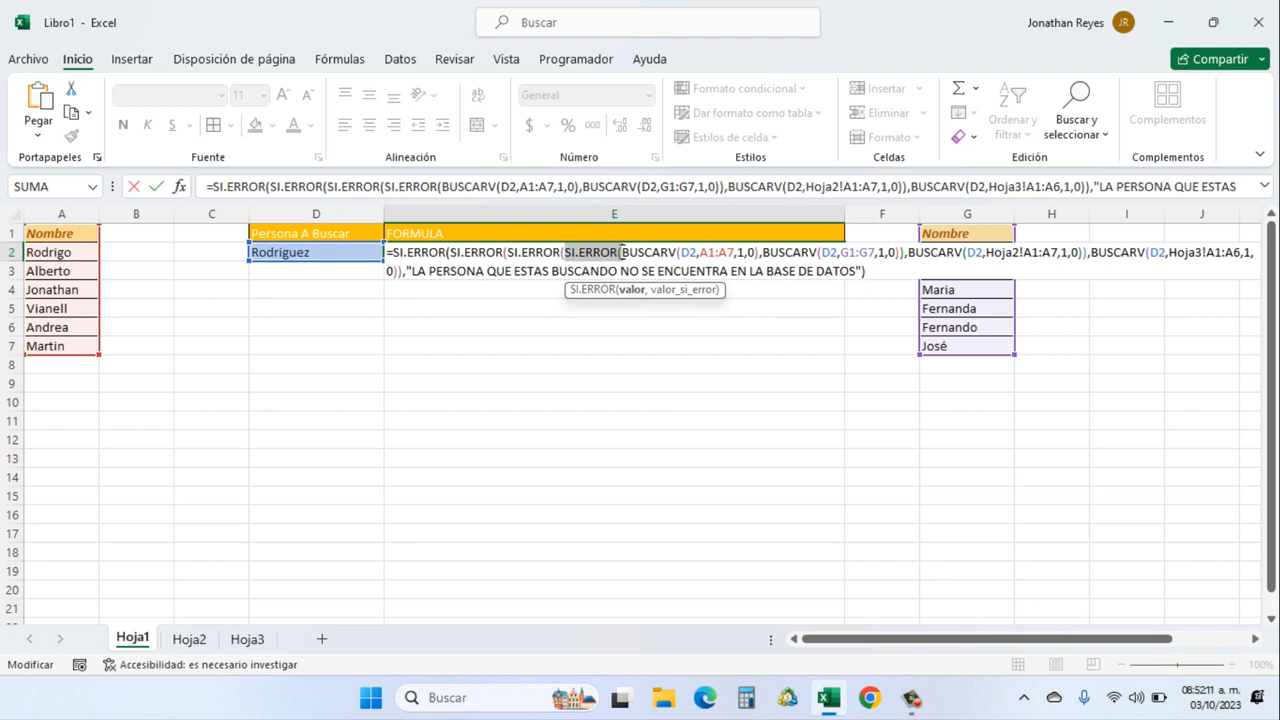 Libro1 - Excel
Buscar
Jonathan Reyes
JR
Archivo
Inicio
Insertar
Disposición de página
Fórmulas
Datos
Revisar
Vista
Programador
Ayuda
Compartir
Pegar
Portapapeles
11
N K S
Fuente
Alineación
General
$ % 000
Número
Formato condicional
Dar formato como tabla
Estilos de celda
Estilos
Insertar
Eliminar
Formato
Celdas
Ordenar y
filtrar
Buscar y
seleccionar
Edición
Complementos
Complementos
SUMA
=SI.ERROR(SI.ERROR(SI.ERROR(SI.ERROR(BUSCARV(D2,A1:A7,1,0),BUSCARV(D2,G1:G7,1,0)),BUSCARV(D2,Hoja2!A1:A7,1,0)),BUSCARV(D2,Hoja3!A1:A6,1,0)),"LA PERSONA QUE ESTAS
A B C D E F G H I J
1 Nombre Persona A Buscar FORMULA Nombre
2 Rodrigo Rodriguez =SI.ERROR(SI.ERROR(SI.ERROR(SI.ERROR(BUSCARV(D2,A1:A7,1,0),BUSCARV(D2,G1:G7,1,0)),BUSCARV(D2,Hoja2!A1:A7,1,0)),BUSCARV(D2,Hoja3!A1:A6,1,
3 Alberto 0)),"LA PERSONA QUE ESTAS BUSCANDO NO SE ENCUENTRA EN LA BASE DE DATOS")
4 Jonathan SI.ERROR(valor, valor_si_error) Maria
5 Vianell Fernanda
6 Andrea Fernando
7 Martin José
8
9
10
11
12
13
14
15
16
17
18
19
20
21
Hoja1
Hoja2
Hoja3
Modificar
Accesibilidad: es necesario investigar
100%
Buscar
08:5211 a. m.
03/10/2023